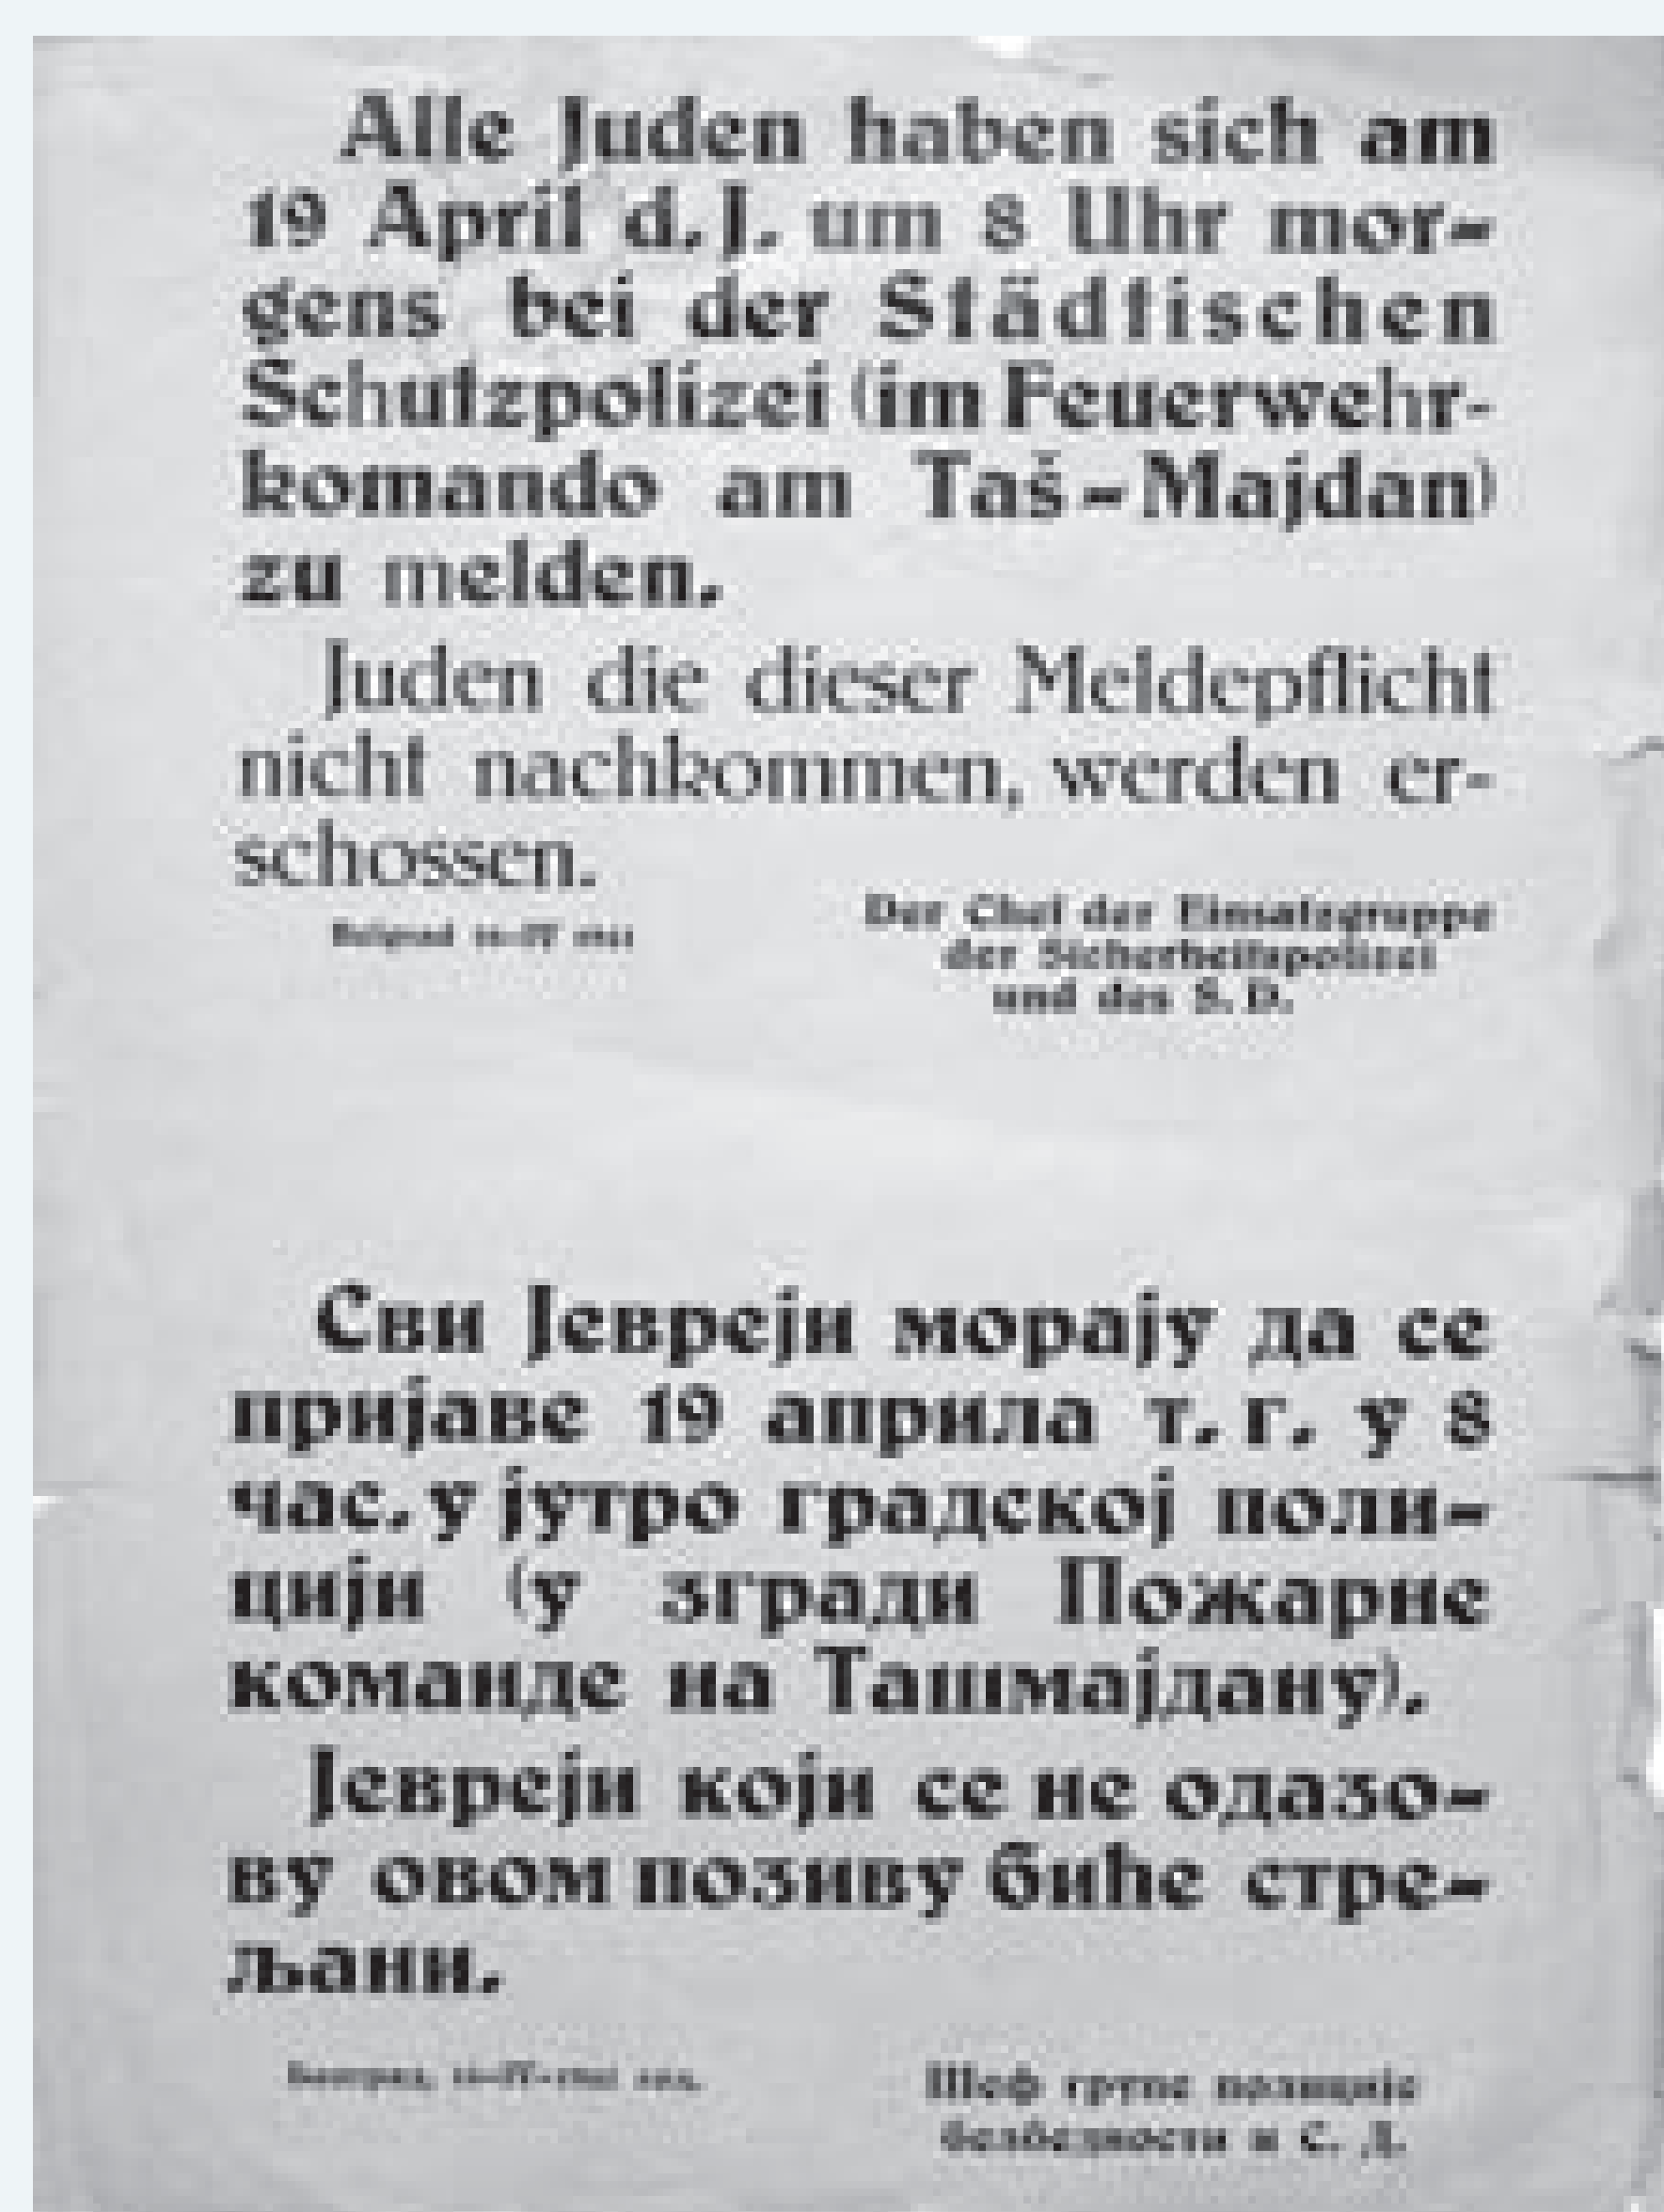 Alle Juden haben sich am
19 April d. J. um 8 Uhr mor-
gens bei der Städtischen
Schutzpolizei (im Feuerwehr-
komando am Taš-Majdan)
zu melden.
Juden die dieser Meldepflicht
nicht nachkommen, werden er-
schossen.
Der Chef der Einsatzgruppe
Belgrad
der Sicherheitspolizei
und des S. D.
Сви Јевреји морају да се
пријаве 19 априла т. г. у 8
час. у јутро градској поли-
цији (у згради Пожарне
команде на Ташмајдану).
Јевреји који се не одазо-
ву овом позиву биће стре-
љани.
Београд,
Шеф групе полиције
безбедности и С. Д.